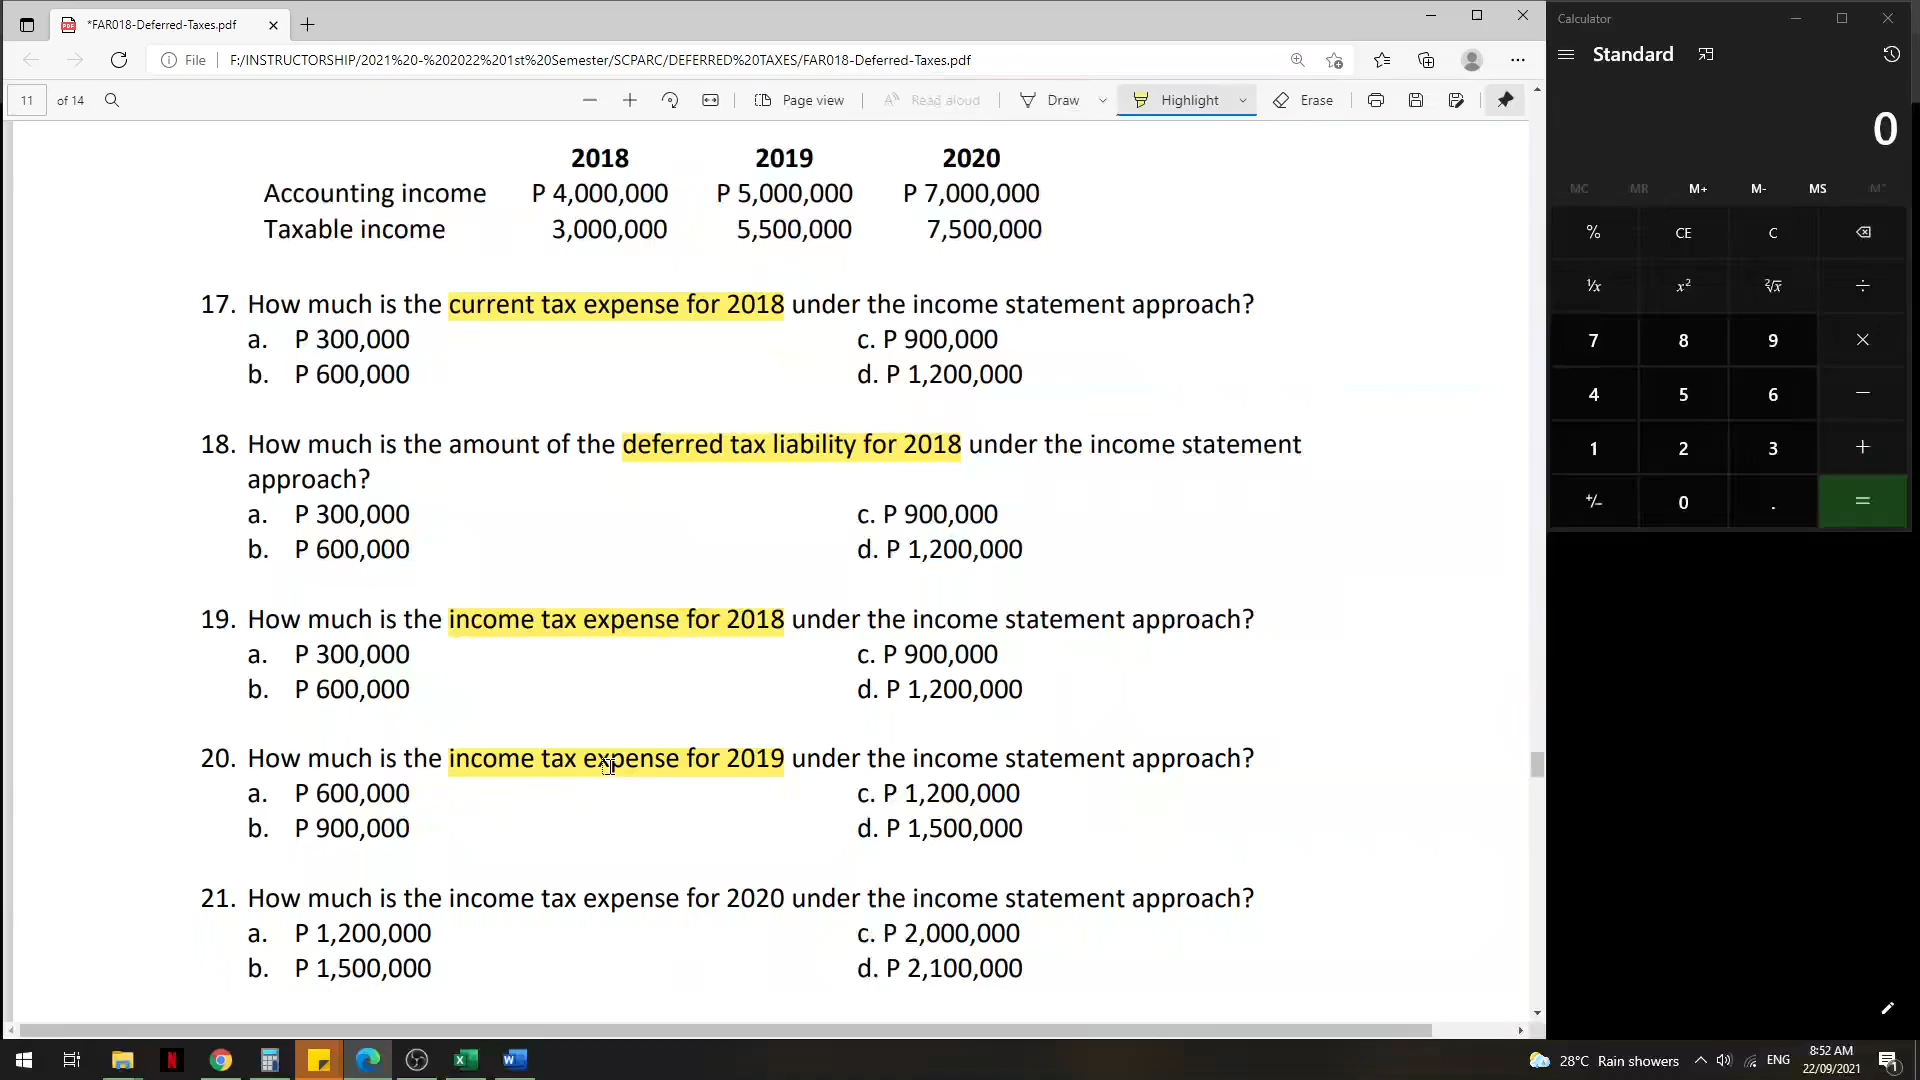 *FAR018-Deferred-Taxes.pdf
File F:/INSTRUCTORSHIP/2021%20-%202022%201st%20Semester/SCPARC/DEFERRED%20TAXES/FAR018-Deferred-Taxes.pdf
11 of 14 Page view Read aloud Draw Highlight Erase
2018 2019 2020
Accounting income P 4,000,000 P 5,000,000 P 7,000,000
Taxable income 3,000,000 5,500,000 7,500,000
17. How much is the current tax expense for 2018 under the income statement approach?
a. P 300,000 c. P 900,000
b. P 600,000 d. P 1,200,000
18. How much is the amount of the deferred tax liability for 2018 under the income statement
approach?
a. P 300,000 c. P 900,000
b. P 600,000 d. P 1,200,000
19. How much is the income tax expense for 2018 under the income statement approach?
a. P 300,000 c. P 900,000
b. P 600,000 d. P 1,200,000
20. How much is the income tax expense for 2019 under the income statement approach?
a. P 600,000 c. P 1,200,000
b. P 900,000 d. P 1,500,000
21. How much is the income tax expense for 2020 under the income statement approach?
a. P 1,200,000 c. P 2,000,000
b. P 1,500,000 d. P 2,100,000
Calculator
Standard
0
MC MR M+ M- MS
% CE C
¹/x x² ²√x ÷
7 8 9 ×
4 5 6 −
1 2 3 +
+/- 0 . =
28°C Rain showers ENG 8:52 AM
22/09/2021